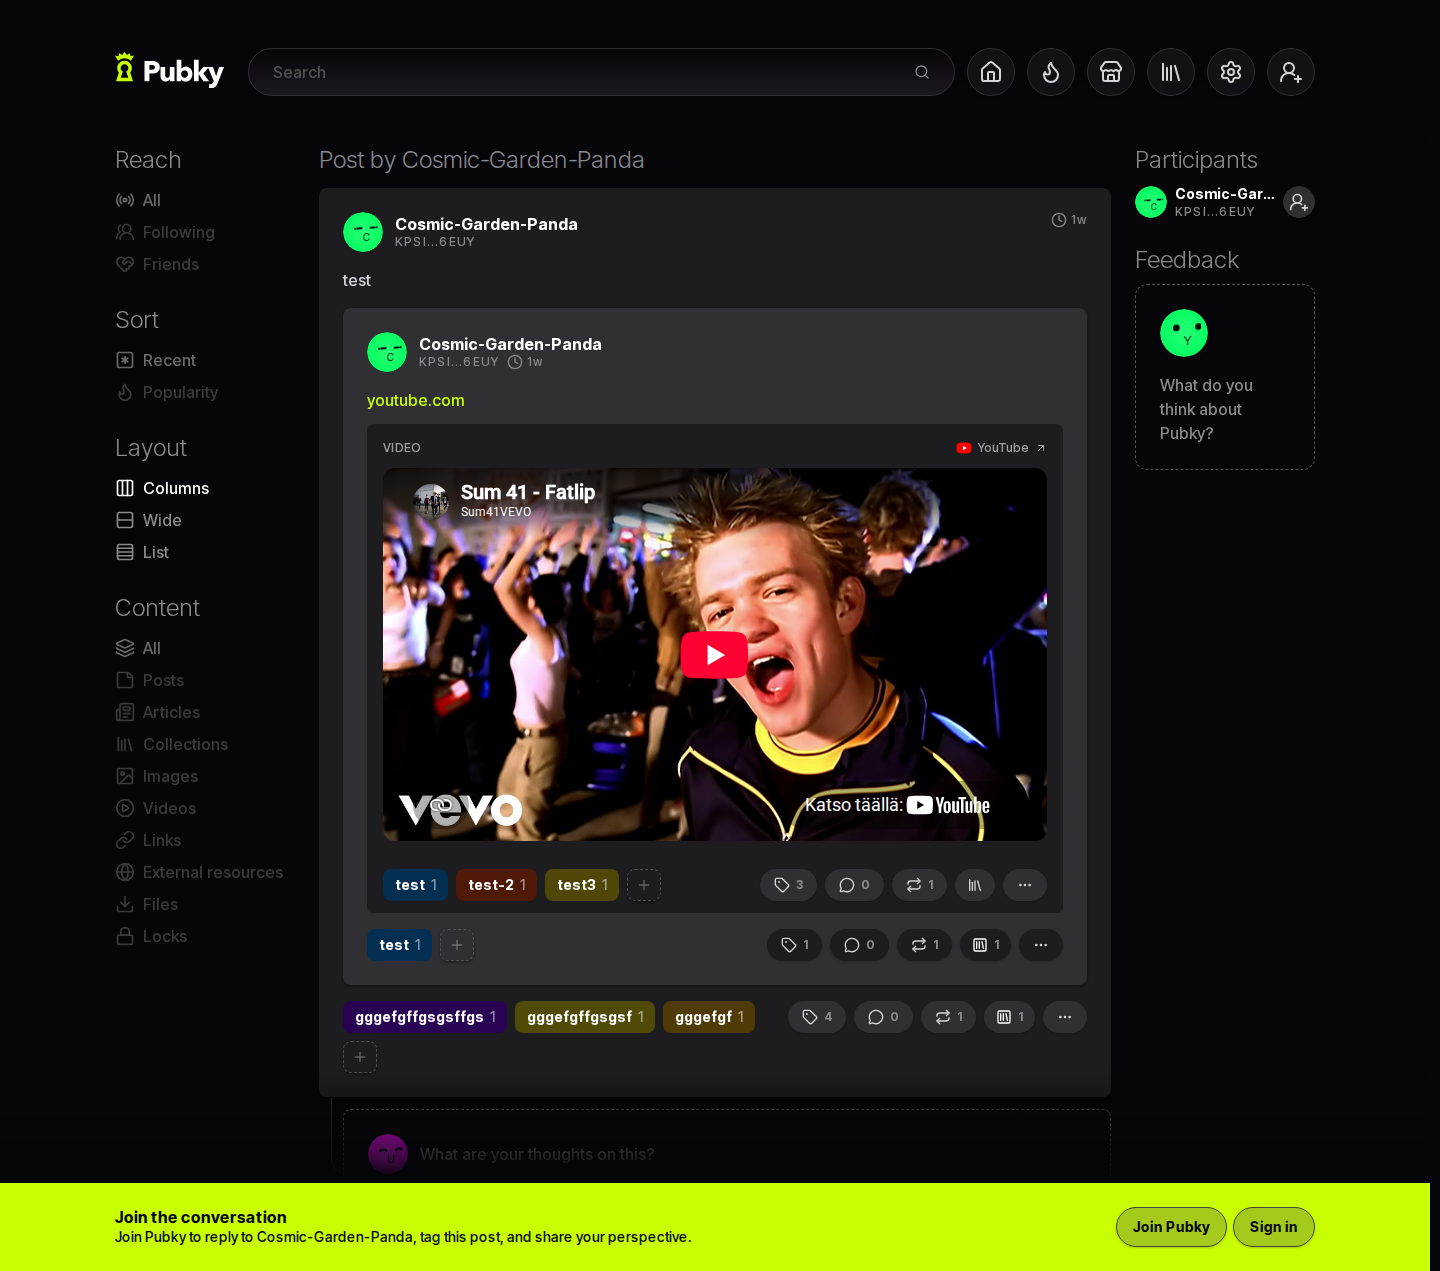 Pubky
Search
Reach
All
Following
Friends
Sort
Recent
Popularity
Layout
Columns
Wide
List
Content
All
Posts
Articles
Collections
Images
Videos
Links
External resources
Files
Locks
Post by Cosmic-Garden-Panda
C
Cosmic-Garden-Panda
KPSI...6EUY
1w
test
C
Cosmic-Garden-Panda
KPSI...6EUY 1w
youtube.com
VIDEO
YouTube
Sum 41 - Fatlip
Sum41VEVO
vevo
Katso täällä: YouTube
test 1
test-2 1
test3 1
3
0
1
test 1
1
0
1
1
gggefgffgsgsffgs 1
gggefgffgsgsf 1
gggefgf 1
4
0
1
1
U
What are your thoughts on this?
Participants
C
Cosmic-Gar...
KPSI...6EUY
Feedback
Y
What do you
think about
Pubky?
Join the conversation
Join Pubky to reply to Cosmic-Garden-Panda, tag this post, and share your perspective.
Join Pubky
Sign in